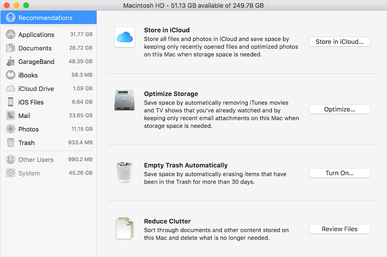 Macintosh HD - 51.13 GB available of 249.78 GB
Recommendations
Applications 31.77 GB
Documents 28.72 GB
GarageBand 48.39 GB
iBooks 58.3 MB
iCloud Drive 1.09 GB
iOS Files 6.64 GB
Mail 23.65 GB
Photos 11.15 GB
Trash 933.4 MB
Other Users 990.2 MB
System 45.26 GB
Store in iCloud
Store all files and photos in iCloud and save space by
keeping only recently opened files and optimized photos
on this Mac when storage space is needed.
Store in iCloud...
Optimize Storage
Save space by automatically removing iTunes movies
and TV shows that you've already watched and by
keeping only recent email attachments on this Mac when
storage space is needed.
Optimize...
Empty Trash Automatically
Save space by automatically erasing items that have
been in the Trash for more than 30 days.
Turn On...
Reduce Clutter
Sort through documents and other content stored on
this Mac and delete what is no longer needed.
Review Files